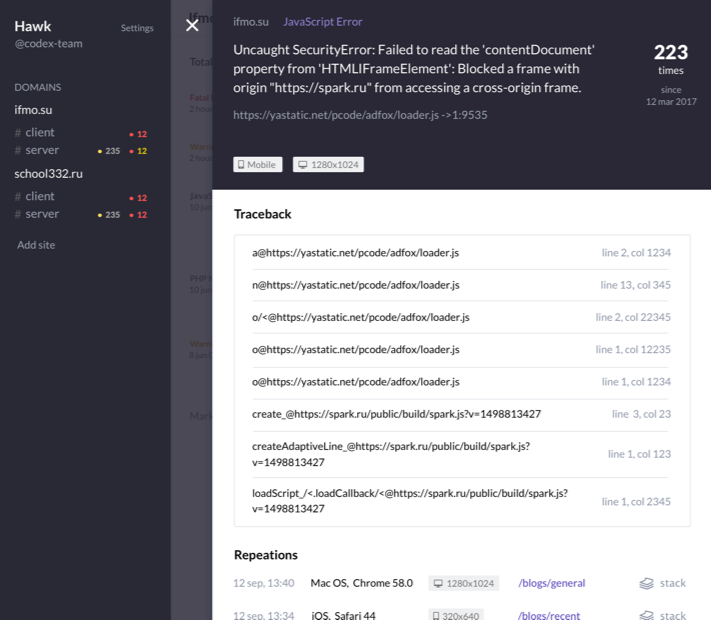 Hawk
Settings
@codex-team
DOMAINS
ifmo.su
# client
12
# server
235
12
school332.ru
# client
12
# server
235
12
Add site
Total
Fatal
Warn
JavaS
PHP
Warn
ifmo.su
JavaScript Error
Uncaught SecurityError: Failed to read the 'contentDocument'
property from 'HTMLIFrameElement': Blocked a frame with
origin "https://spark.ru" from accessing a cross-origin frame.
https://yastatic.net/pcode/adfox/loader.js ->1:9535
223
times
since
12 mar 2017
Mobile
1280x1024
Traceback
a@https://yastatic.net/pcode/adfox/loader.js
line 2, col 1234
n@https://yastatic.net/pcode/adfox/loader.js
line 13, col 345
o/<@https://yastatic.net/pcode/adfox/loader.js
line 2, col 22345
o@https://yastatic.net/pcode/adfox/loader.js
line 1, col 12235
o@https://yastatic.net/pcode/adfox/loader.js
line 1, col 1234
create_@https://spark.ru/public/build/spark.js?v=1498813427
line 3, col 23
createAdaptiveLine_@https://spark.ru/public/build/spark.js?
v=1498813427
line 1, col 123
loadScript_/<.loadCallback/<@https://spark.ru/public/build/spark.js?
v=1498813427
line 1, col 2345
Repeations
12 sep, 13:40
Mac OS, Chrome 58.0
1280x1024
/blogs/general
stack
12 sep, 13:34
iOS, Safari 44
320x640
/blogs/recent
stack